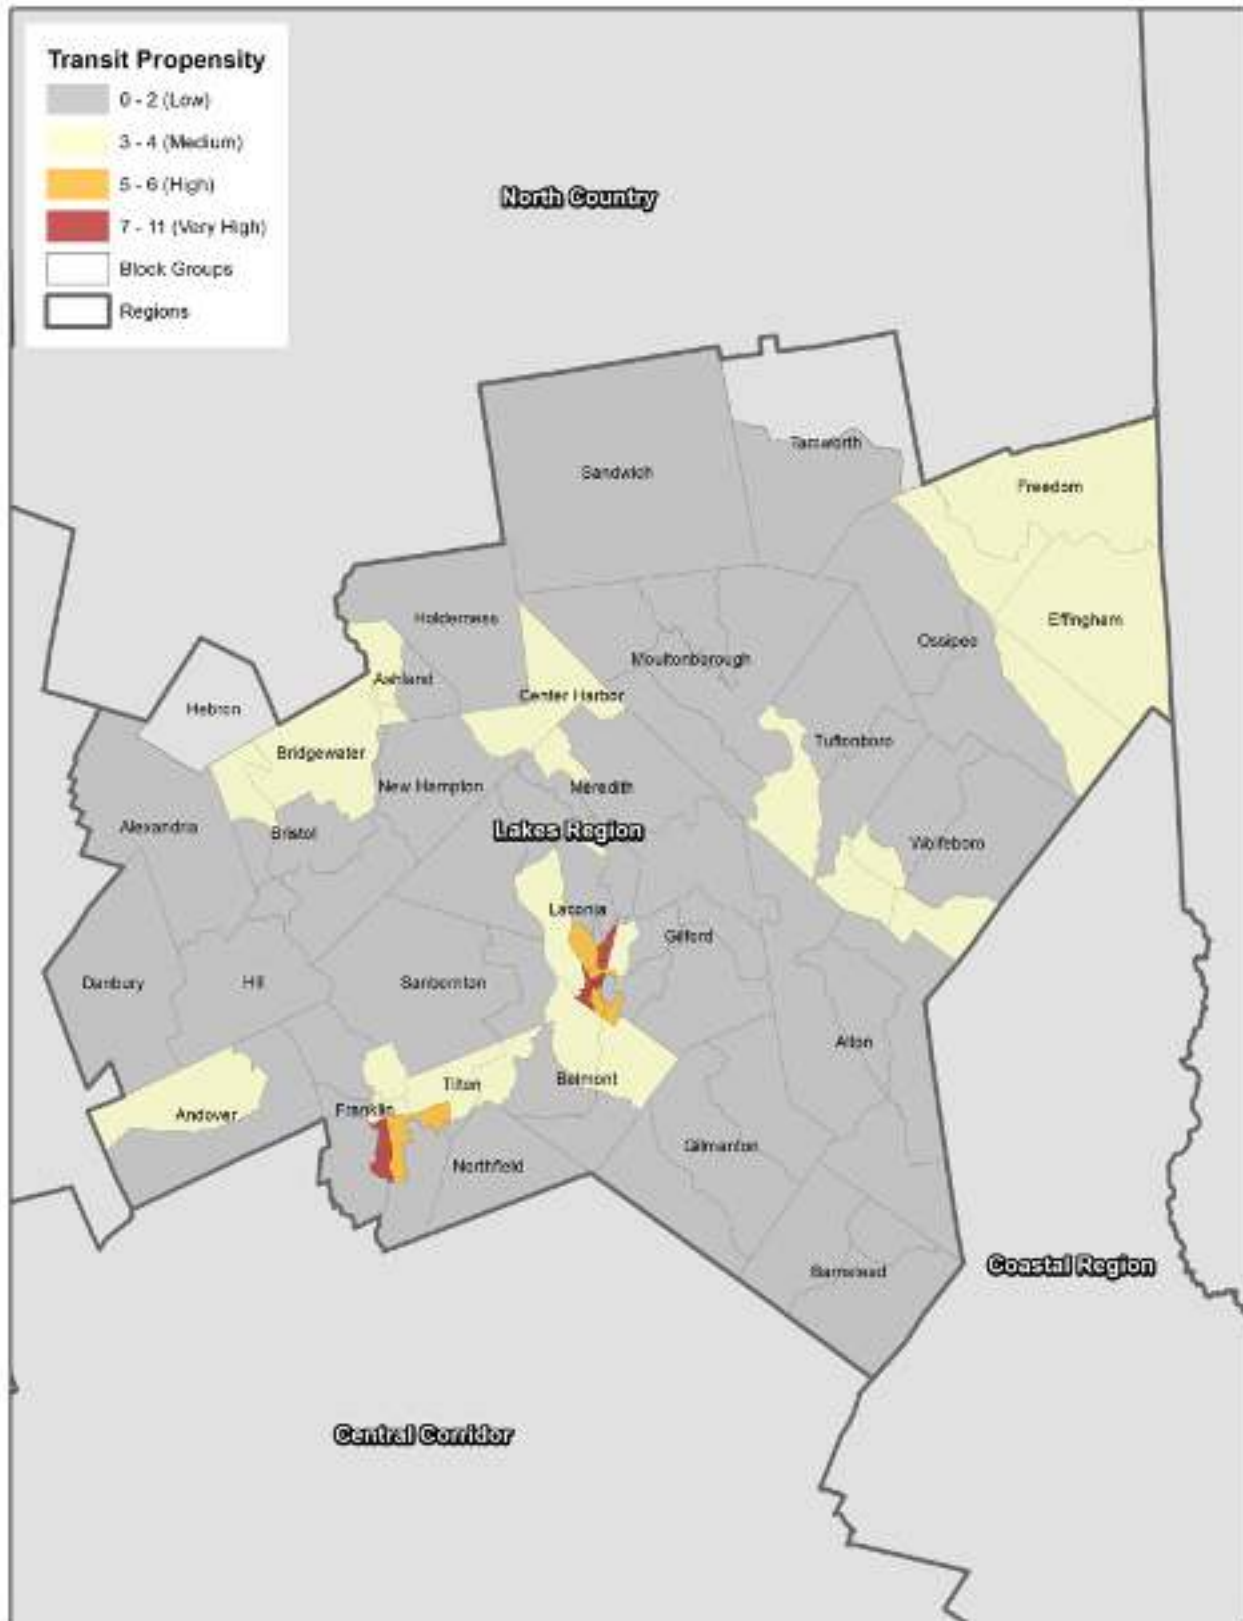 Transit Propensity
0 - 2 (Low)
3 - 4 (Medium)
5 - 6 (High)
7 - 11 (Very High)
Block Groups
Regions
North Country
Tamworth
Sandwich
Freedom
Holderness
Effingham
Ossipee
Moultonborough
Ashland
Center Harbor
Hebron
Tuftonboro
Bridgewater
New Hampton
Meredith
Alexandria
Bristol
Lakes Region
Wolfeboro
Laconia
Gilford
Danbury
Hill
Sanbornton
Alton
Belmont
Tilton
Franklin
Andover
Gilmanton
Northfield
Coastal Region
Barnstead
Central Corridor